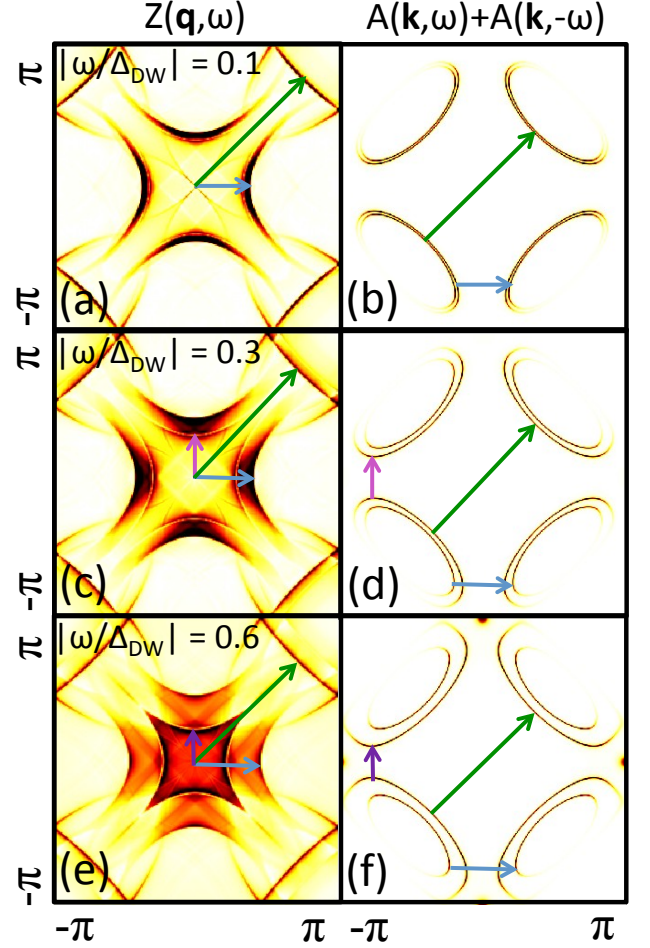 Z(q,ω)
A(k,ω)+A(k,-ω)
π
|ω/Δ_DW| = 0.1
-π
(a)
(b)
π
|ω/Δ_DW| = 0.3
-π
(c)
(d)
π
|ω/Δ_DW| = 0.6
-π
(e)
(f)
-π
π
-π
π